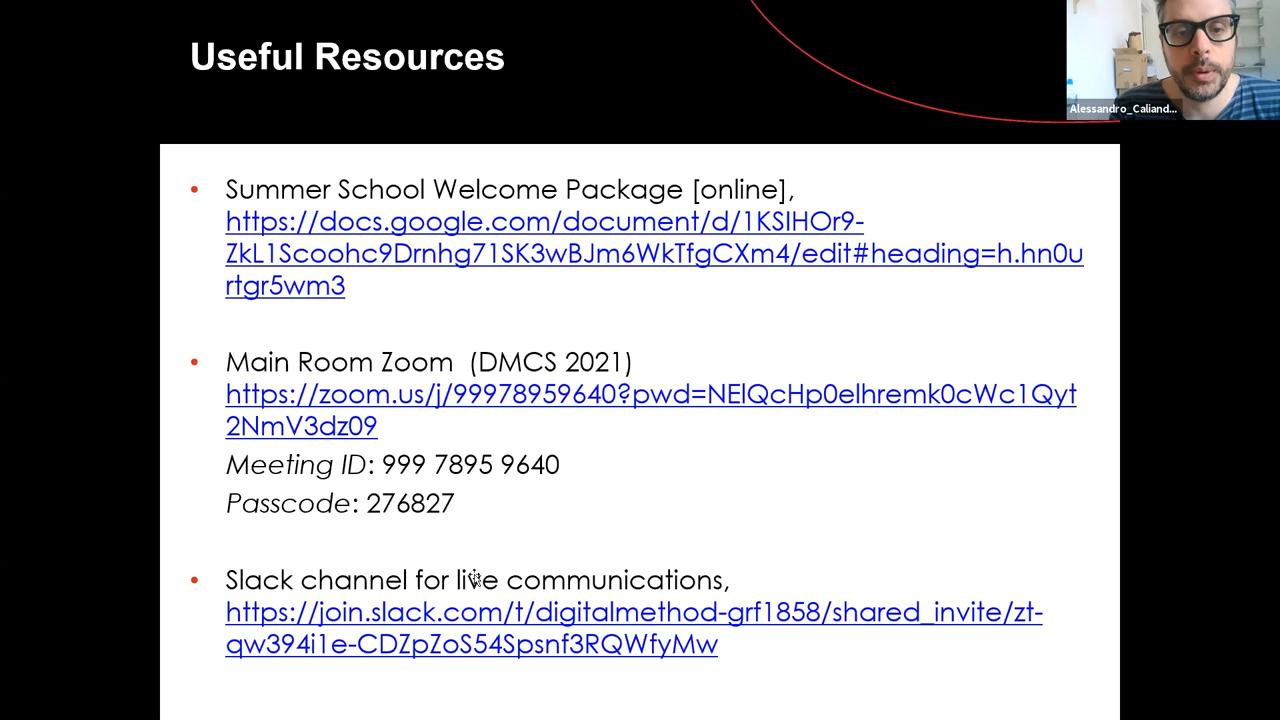 Useful Resources
Alessandro_Caliand...
• Summer School Welcome Package [online],
https://docs.google.com/document/d/1KSIHOr9-
ZkL1Scoohc9Drnhg71SK3wBJm6WkTfgCXm4/edit#heading=h.hn0u
rtgr5wm3
• Main Room Zoom  (DMCS 2021)
https://zoom.us/j/99978959640?pwd=NElQcHp0elhremk0cWc1Qyt
2NmV3dz09
Meeting ID: 999 7895 9640
Passcode: 276827
• Slack channel for live communications,
https://join.slack.com/t/digitalmethod-grf1858/shared_invite/zt-
qw394i1e-CDZpZoS54Spsnf3RQWfyMw